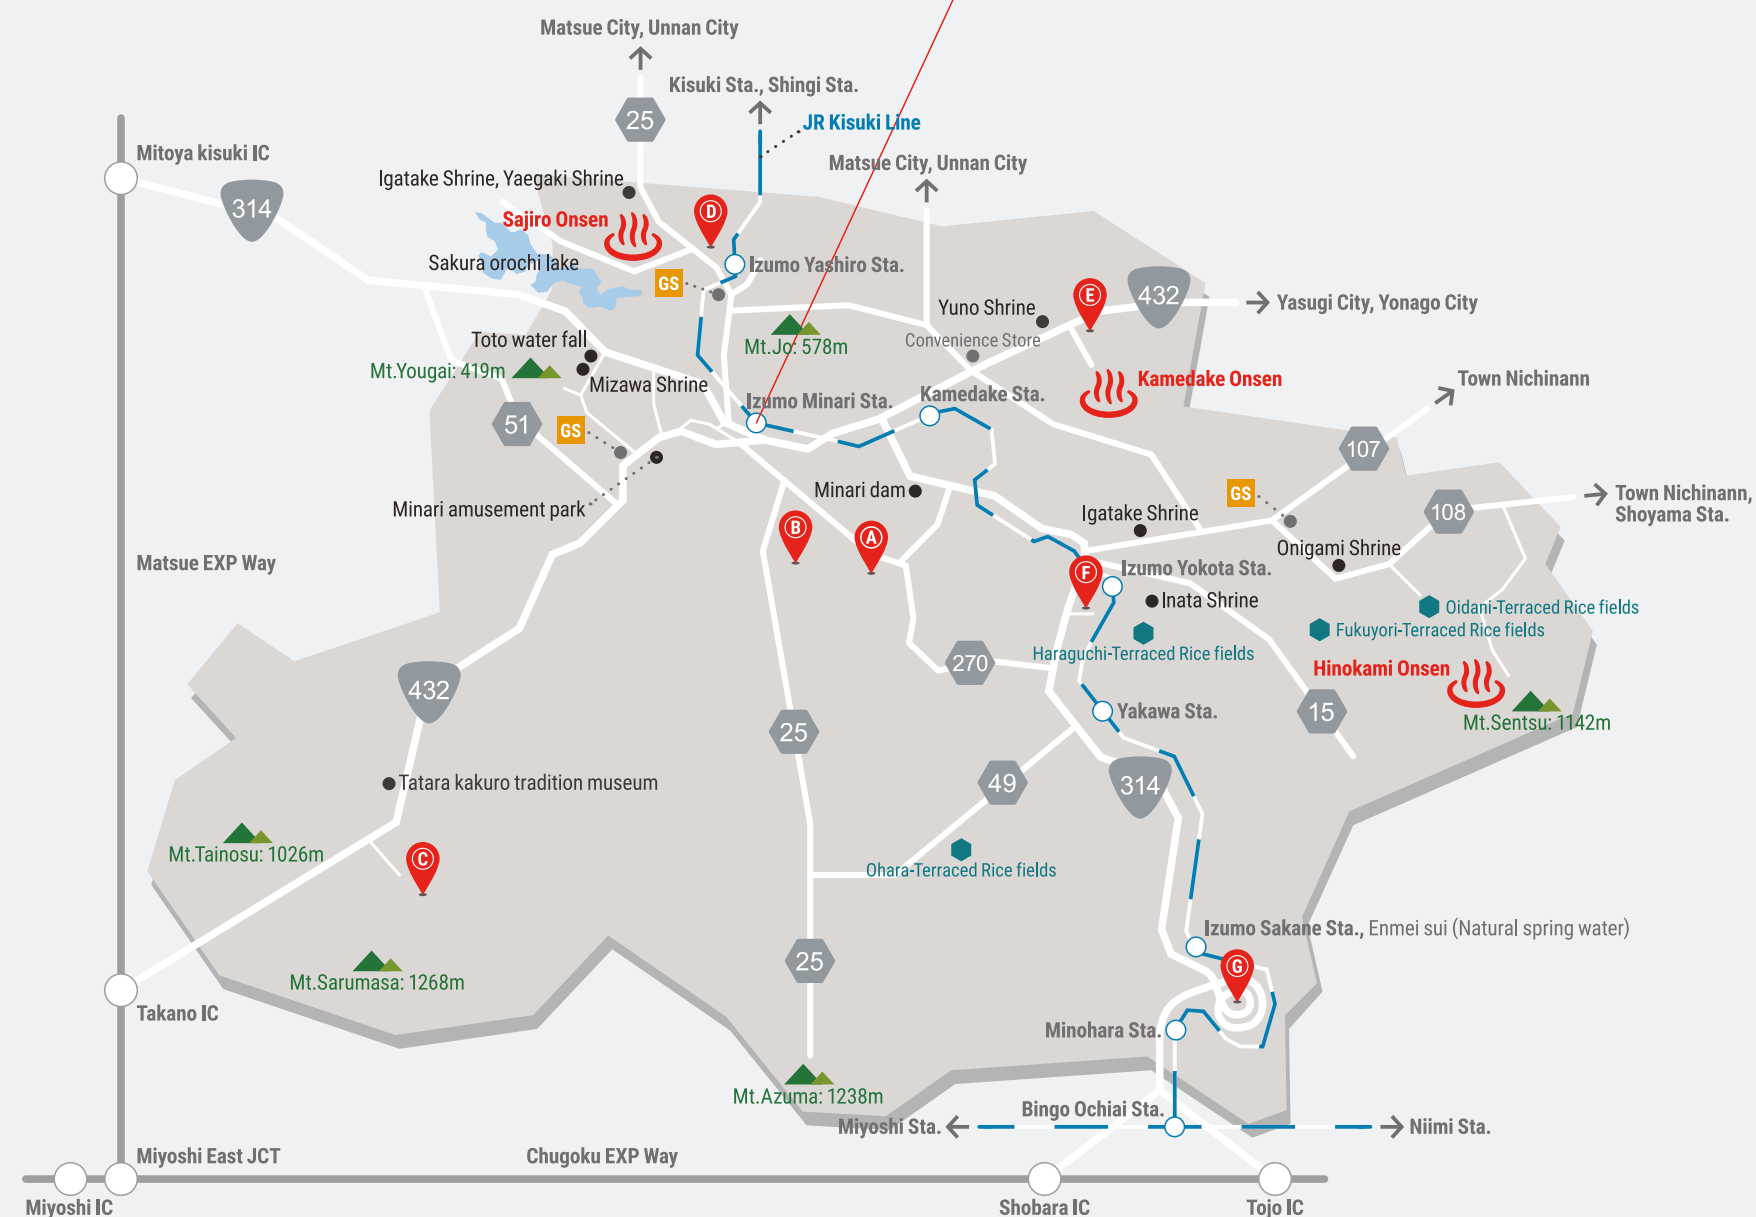 Matsue City, Unnan City
Kisuki Sta., Shingi Sta.
25
JR Kisuki Line
Mitoya kisuki IC
Matsue City, Unnan City
Igatake Shrine, Yaegaki Shrine
314
D
Sajiro Onsen
Sakura orochi lake
Izumo Yashiro Sta.
GS
E
432
Yasugi City, Yonago City
Yuno Shrine
Convenience Store
Toto water fall
Mt.Jo: 578m
Mt.Yougai: 419m
Mizawa Shrine
Kamedake Onsen
Town Nichinann
Izumo Minari Sta.
Kamedake Sta.
51
GS
107
Minari dam
GS
Town Nichinann,
Shoyama Sta.
Minari amusement park
108
Igatake Shrine
B
A
Onigami Shrine
Matsue EXP Way
F
Izumo Yokota Sta.
Inata Shrine
Oidani-Terraced Rice fields
Fukuyori-Terraced Rice fields
Haraguchi-Terraced Rice fields
270
Hinokami Onsen
432
Yakawa Sta.
15
Mt.Sentsu: 1142m
25
Tatara kakuro tradition museum
49
314
Mt.Tainosu: 1026m
C
Ohara-Terraced Rice fields
Izumo Sakane Sta., Enmei sui (Natural spring water)
25
G
Mt.Sarumasa: 1268m
Takano IC
Minohara Sta.
Mt.Azuma: 1238m
Bingo Ochiai Sta.
Miyoshi Sta.
Niimi Sta.
Miyoshi East JCT
Chugoku EXP Way
Miyoshi IC
Shobara IC
Tojo IC